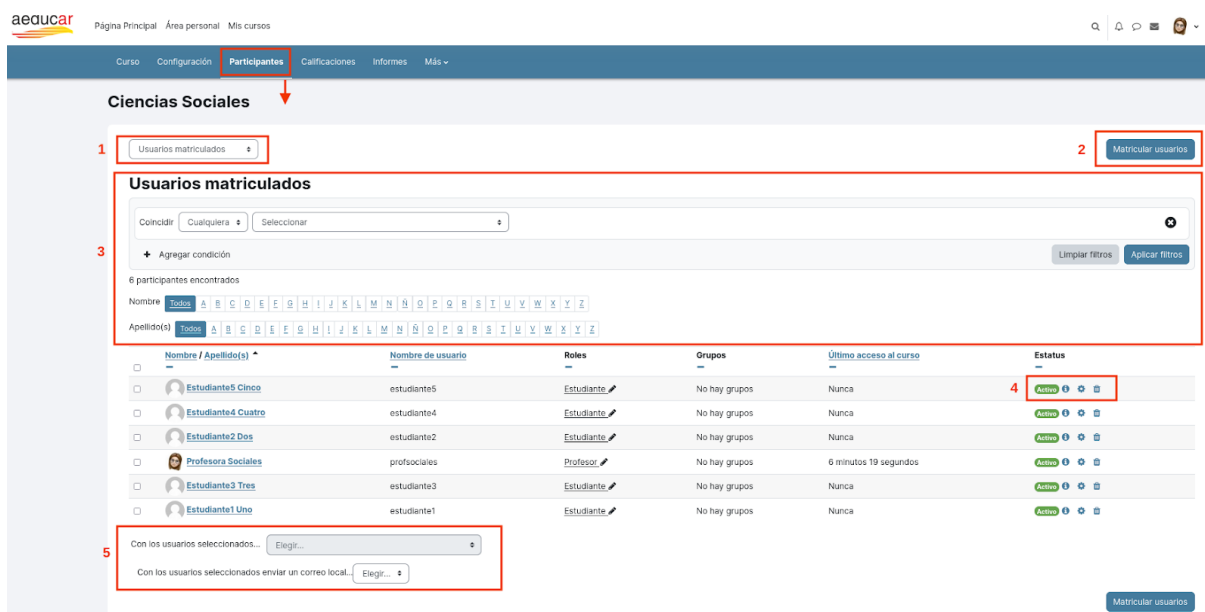 aeducar
Página Principal Área personal Mis cursos
Curso Configuración Participantes Calificaciones Informes Más
Ciencias Sociales
1 Usuarios matriculados 2 Matricular usuarios
Usuarios matriculados
Coincidir Cualquiera Seleccionar
3 + Agregar condición Limpiar filtros Aplicar filtros
6 participantes encontrados
Nombre Todos A B C D E F G H I J K L M N Ñ O P Q R S T U V W X Y Z
Apellido(s) Todos A B C D E F G H I J K L M N Ñ O P Q R S T U V W X Y Z
Nombre / Apellido(s) Nombre de usuario Roles Grupos Último acceso al curso Estatus
Estudiante5 Cinco estudiante5 Estudiante No hay grupos Nunca 4 Activo
Estudiante4 Cuatro estudiante4 Estudiante No hay grupos Nunca Activo
Estudiante2 Dos estudiante2 Estudiante No hay grupos Nunca Activo
Profesora Sociales profsociales Profesor No hay grupos 6 minutos 19 segundos Activo
Estudiante3 Tres estudiante3 Estudiante No hay grupos Nunca Activo
Estudiante1 Uno estudiante1 Estudiante No hay grupos Nunca Activo
5 Con los usuarios seleccionados... Elegir...
Con los usuarios seleccionados enviar un correo local... Elegir...
Matricular usuarios